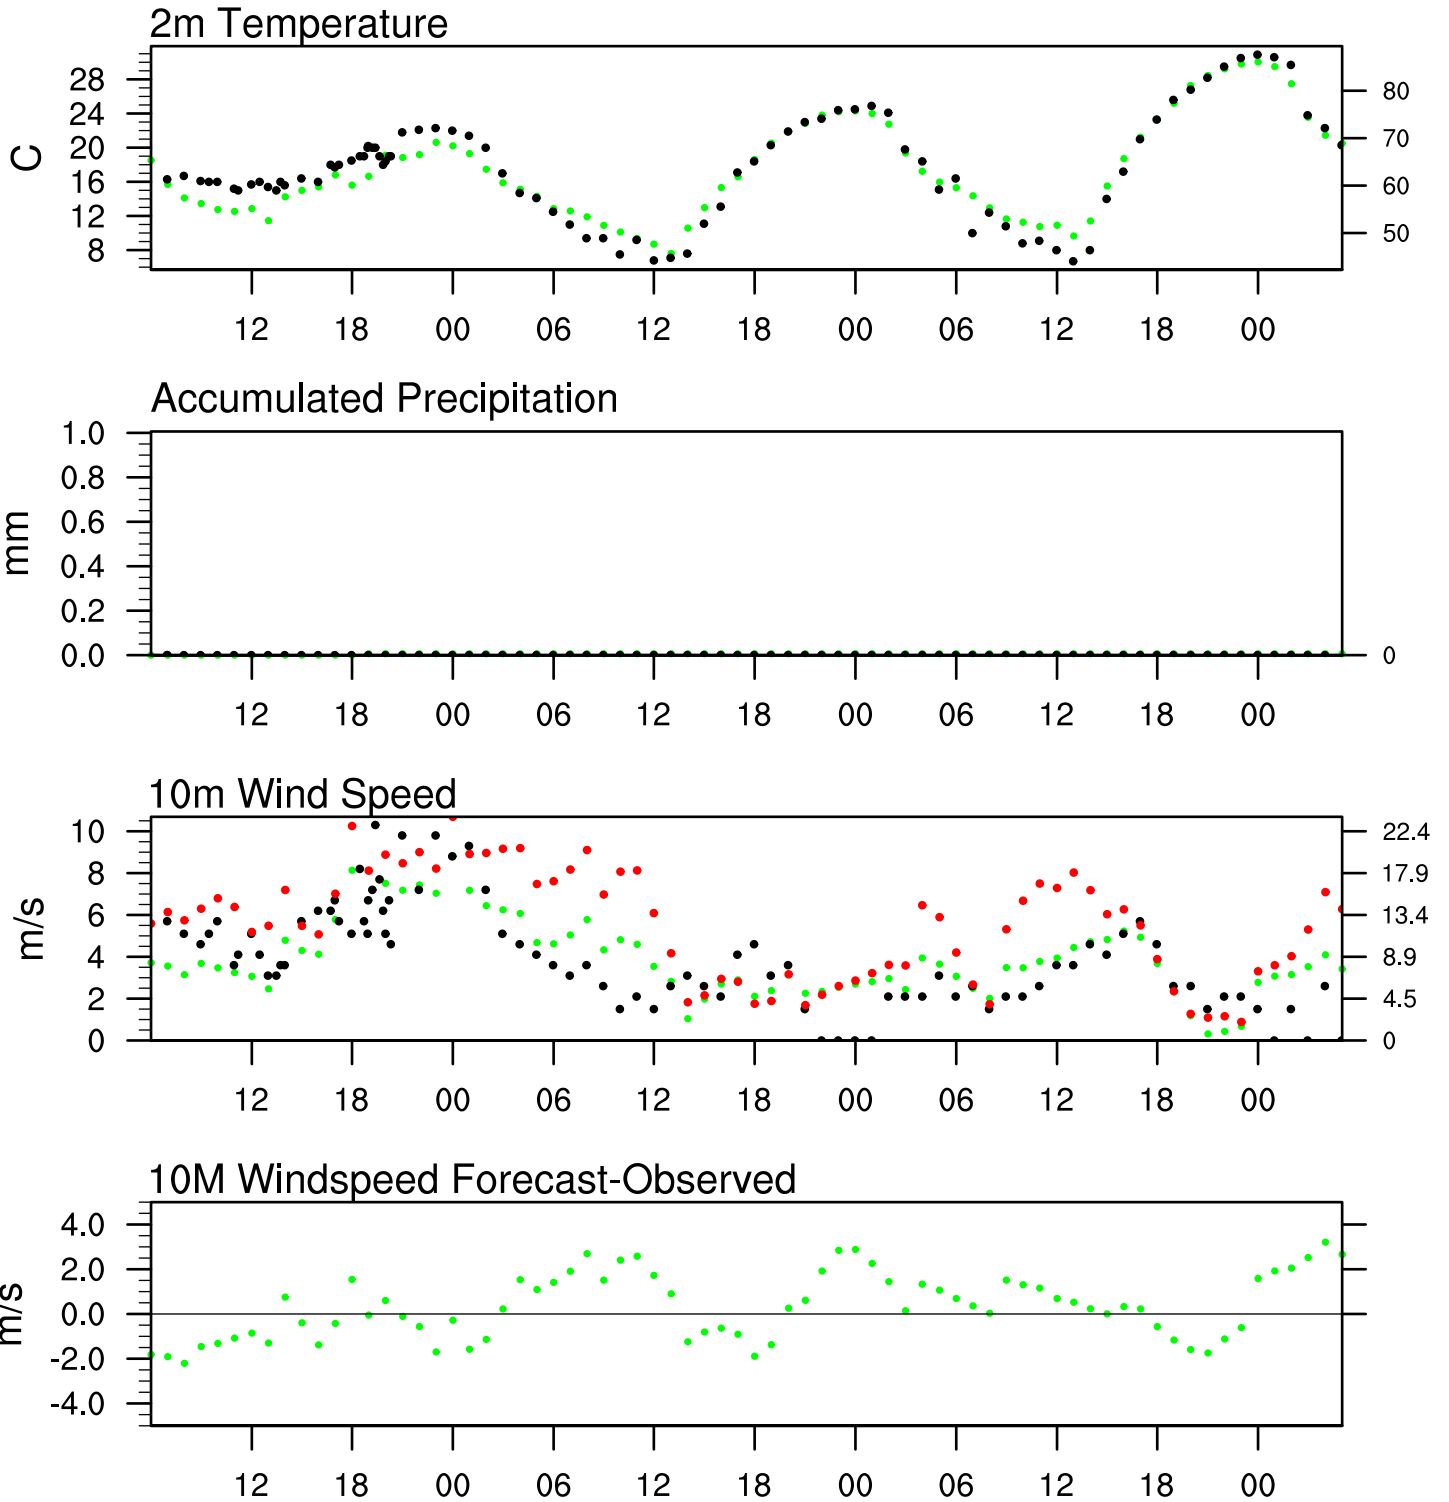 2m Temperature
28
24
20
16
12
8
C
80
70
60
50
12 18 00 06 12 18 00 06 12 18 00
Accumulated Precipitation
1.0
0.8
0.6
0.4
0.2
0.0
mm
0
12 18 00 06 12 18 00 06 12 18 00
10m Wind Speed
10
8
6
4
2
0
m/s
22.4
17.9
13.4
8.9
4.5
0
12 18 00 06 12 18 00 06 12 18 00
10M Windspeed Forecast-Observed
4.0
2.0
0.0
-2.0
-4.0
m/s
12 18 00 06 12 18 00 06 12 18 00